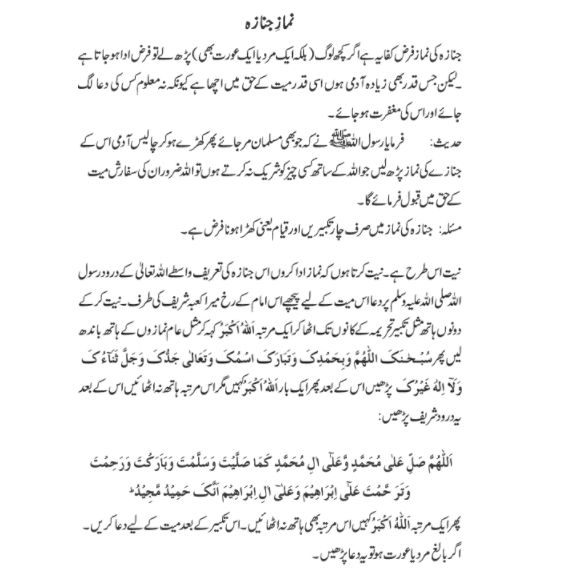 نمازِ جنازہ
جنازہ کی نماز فرض کفایہ ہے اگر کچھ لوگ (بلکہ ایک مرد یا ایک عورت بھی) پڑھ لے تو فرض ادا ہو جاتا ہے
۔ لیکن جس قدر بھی زیادہ آدمی ہوں اسی قدر میت کے حق میں اچھا ہے کیونکہ نہ معلوم کس کی دعا لگ
جائے اور اس کی مغفرت ہو جائے۔
حدیث: فرمایا رسول اللہ ﷺ نے کہ جو بھی مسلمان مر جائے پھر کھڑے ہو کر چالیس آدمی اس کے
جنازے کی نماز پڑھ لیں جو اللہ کے ساتھ کسی چیز کو شریک نہ کرتے ہوں تو اللہ ضرور ان کی سفارش میت
کے حق میں قبول فرمائے گا۔
مسئلہ: جنازہ کی نماز میں صرف چار تکبیریں اور قیام یعنی کھڑا ہونا فرض ہے۔
نیت اس طرح ہے۔ نیت کرتا ہوں کہ نماز ادا کروں اس جنازہ کی تعریف واسطے اللہ تعالیٰ کے درود رسول
اللہ صلی اللہ علیہ وسلم پر دعا اس میت کے لیے پیچھے اس امام کے رخ میرا کعبہ شریف کی طرف۔ نیت کر کے
دونوں ہاتھ مثل تکبیر تحریمہ کے کانوں تک اٹھا کر ایک مرتبہ اَللّٰهُ اَكْبَرُ کہہ کر مثل عام نمازوں کے ہاتھ باندھ
لیں پھر سُبْحٰنَكَ اللّٰهُمَّ وَبِحَمْدِكَ وَتَبَارَكَ اسْمُكَ وَتَعَالٰى جَدُّكَ وَجَلَّ ثَنَاءُكَ
وَلَآ اِلٰهَ غَيْرُكَ پڑھیں اس کے بعد پھر ایک بار اَللّٰهُ اَكْبَرُ کہیں مگر اس مرتبہ ہاتھ نہ اٹھائیں اس کے بعد
یہ درود شریف پڑھیں:
اَللّٰهُمَّ صَلِّ عَلٰى مُحَمَّدٍ وَّعَلٰٓى اٰلِ مُحَمَّدٍ كَمَا صَلَّيْتَ وَسَلَّمْتَ وَبَارَكْتَ وَرَحِمْتَ
وَتَرَحَّمْتَ عَلٰٓى اِبْرَاهِيْمَ وَعَلٰٓى اٰلِ اِبْرَاهِيْمَ اِنَّكَ حَمِيْدٌ مَّجِيْدٌ۔
پھر ایک مرتبہ اَللّٰهُ اَكْبَرُ کہیں اس مرتبہ بھی ہاتھ نہ اٹھائیں۔ اس تکبیر کے بعد میت کے لیے دعا کریں۔
اگر بالغ مرد یا عورت ہو تو یہ دعا پڑھیں۔